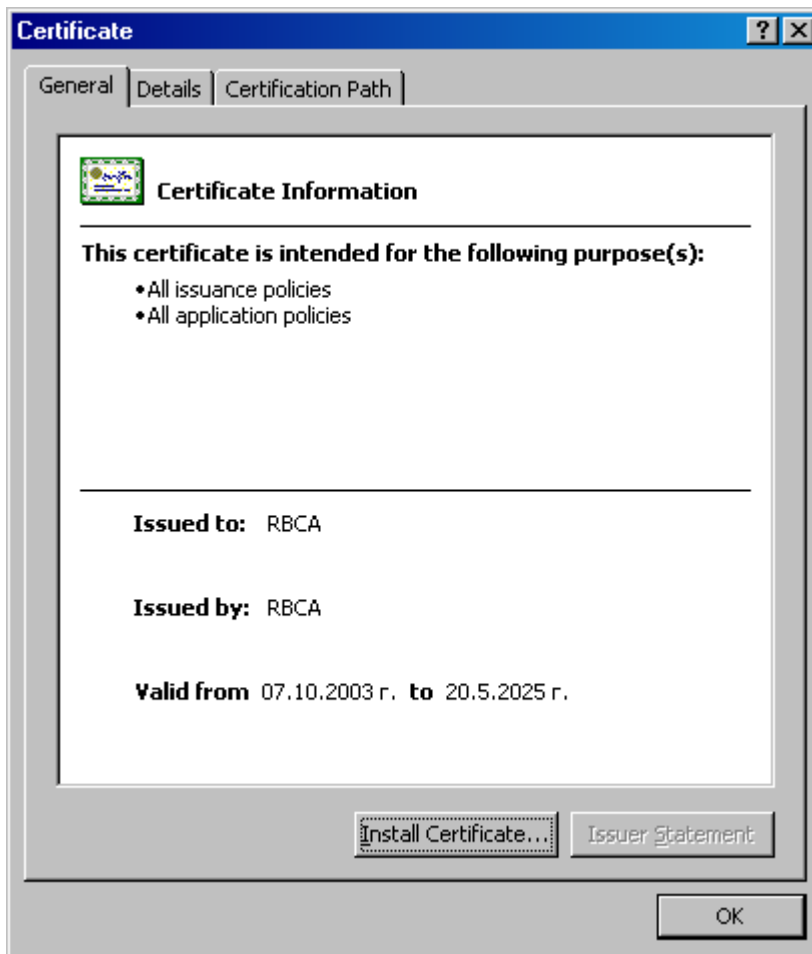 Certificate
General Details Certification Path
Certificate Information
This certificate is intended for the following purpose(s):
•All issuance policies
•All application policies
Issued to: RBCA
Issued by: RBCA
Valid from 07.10.2003 г. to 20.5.2025 г.
Install Certificate... Issuer Statement
OK